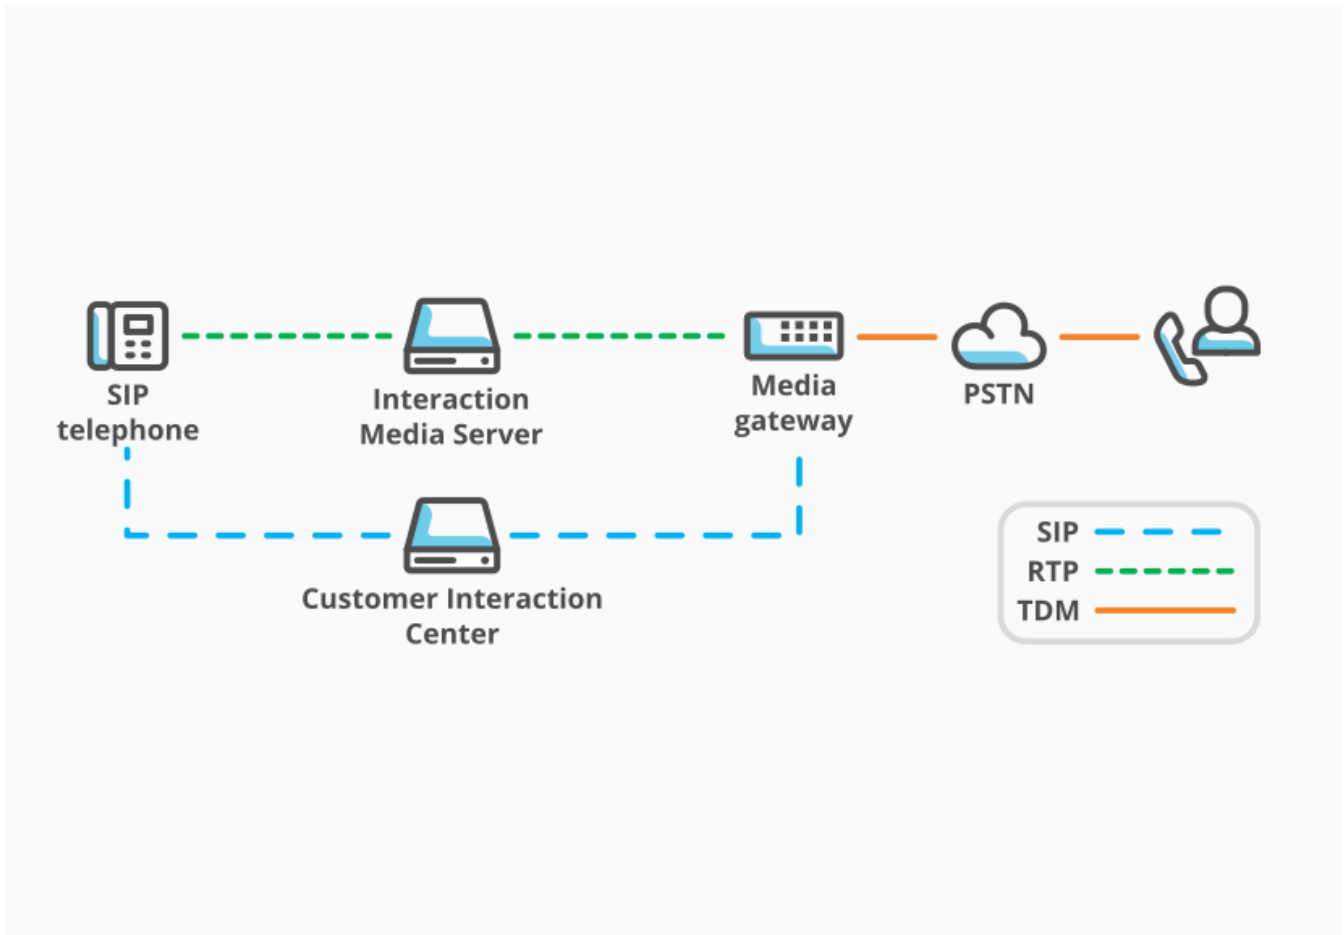 SIP
telephone
Interaction
Media Server
Media
gateway
PSTN
Customer Interaction
Center
SIP
RTP
TDM